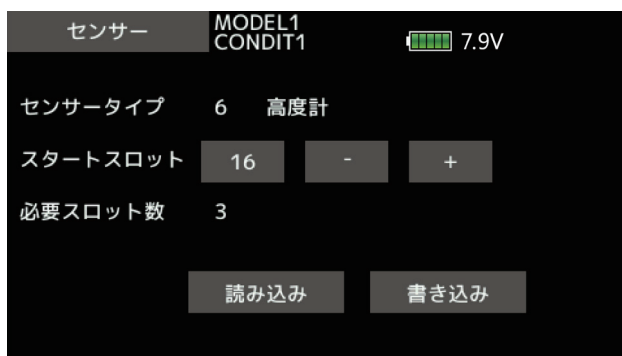 センサー
MODEL1
CONDIT1
7.9V
センサータイプ 6 高度計
スタートスロット 16 - +
必要スロット数 3
読み込み 書き込み